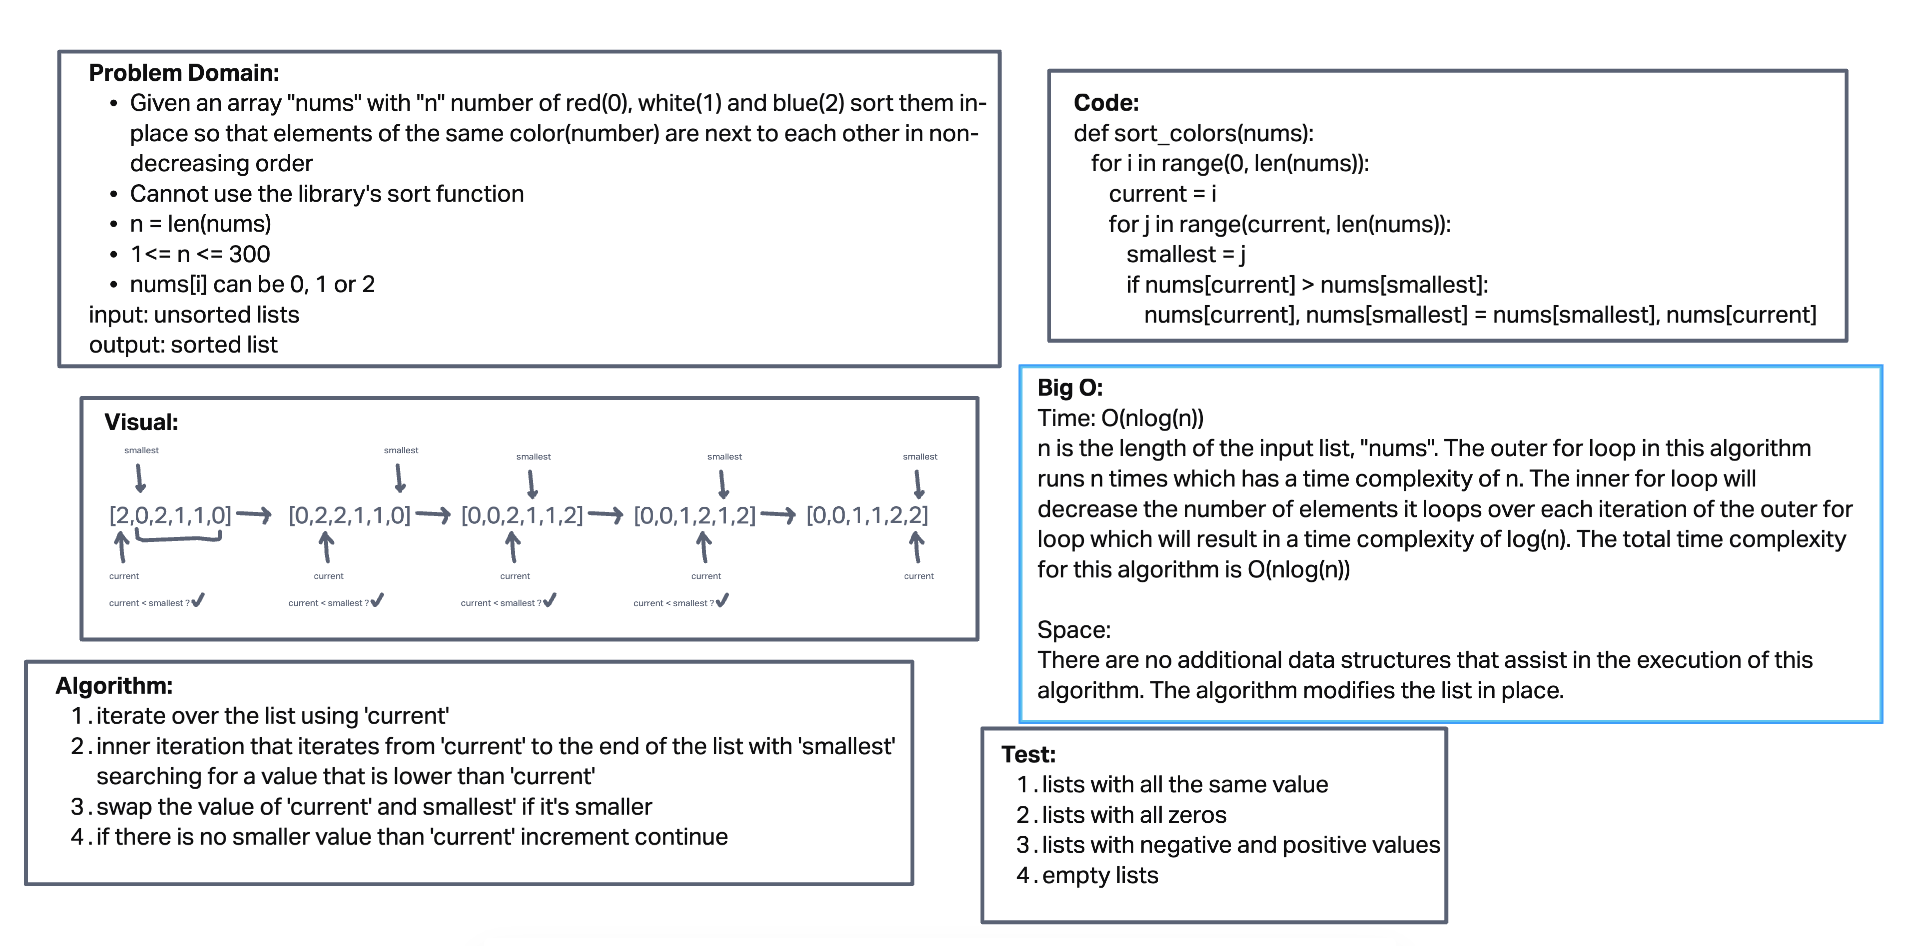 Problem Domain:
• Given an array "nums" with "n" number of red(0), white(1) and blue(2) sort them in-
place so that elements of the same color(number) are next to each other in non-
decreasing order
• Cannot use the library's sort function
• n = len(nums)
• 1<= n <= 300
• nums[i] can be 0, 1 or 2
input: unsorted lists
output: sorted list
Visual:
smallest smallest smallest smallest smallest
[2,0,2,1,1,0] [0,2,2,1,1,0] [0,0,2,1,1,2] [0,0,1,2,1,2] [0,0,1,1,2,2]
current current current current current
current < smallest ? current < smallest ? current < smallest ? current < smallest ?
Algorithm:
1. iterate over the list using 'current'
2. inner iteration that iterates from 'current' to the end of the list with 'smallest'
searching for a value that is lower than 'current'
3. swap the value of 'current' and smallest' if it's smaller
4. if there is no smaller value than 'current' increment continue
Code:
def sort_colors(nums):
for i in range(0, len(nums)):
current = i
for j in range(current, len(nums)):
smallest = j
if nums[current] > nums[smallest]:
nums[current], nums[smallest] = nums[smallest], nums[current]
Big O:
Time: O(nlog(n))
n is the length of the input list, "nums". The outer for loop in this algorithm
runs n times which has a time complexity of n. The inner for loop will
decrease the number of elements it loops over each iteration of the outer for
loop which will result in a time complexity of log(n). The total time complexity
for this algorithm is O(nlog(n))
Space:
There are no additional data structures that assist in the execution of this
algorithm. The algorithm modifies the list in place.
Test:
1. lists with all the same value
2. lists with all zeros
3. lists with negative and positive values
4. empty lists